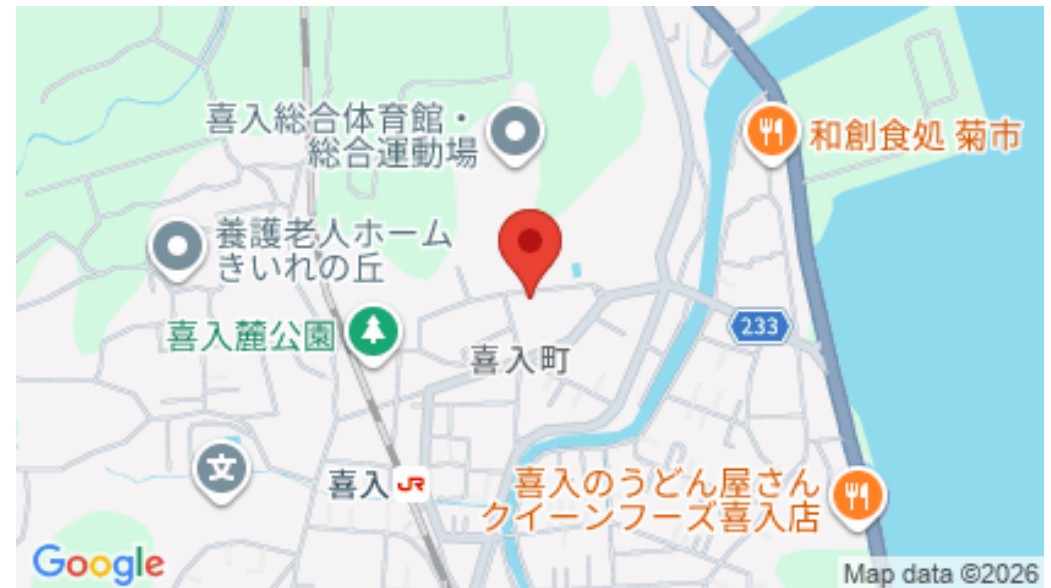 喜入総合体育館・
総合運動場
和創食処 菊市
養護老人ホーム
きいれの丘
喜入麓公園
233
喜入町
文
喜入 JR
喜入のうどん屋さん
クイーンフーズ喜入店
Google
Map data ©2026